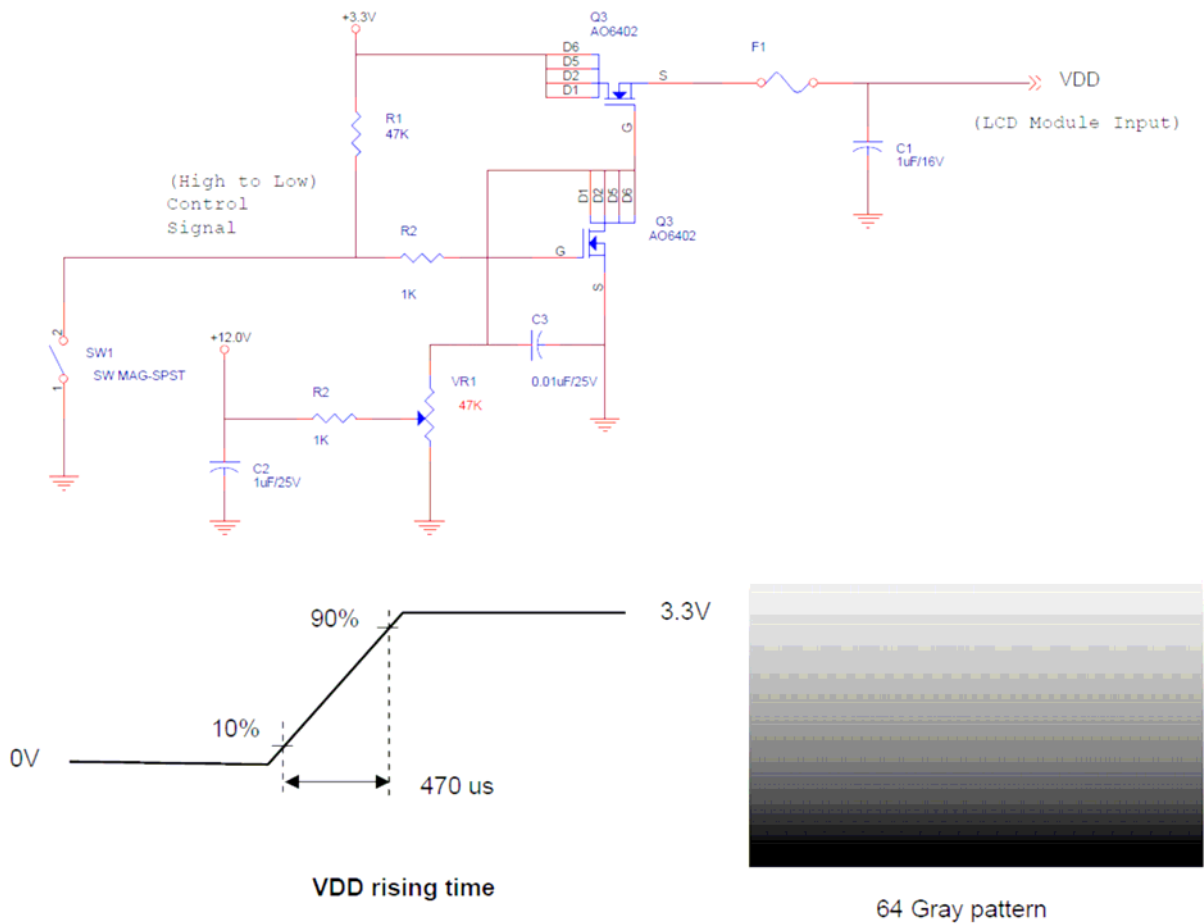 +3.3V
Q3
AO6402
D6
D5
D2
D1
S
G
F1
VDD
(LCD Module Input)
R1
47K
C1
1uF/16V
(High to Low)
Control
Signal
D1
D2
D5
D6
Q3
AO6402
R2
1K
G
S
2
SW1
SW MAG-SPST
1
+12.0V
C3
0.01uF/25V
R2
1K
VR1
47K
C2
1uF/25V
90%
3.3V
10%
0V
470 us
VDD rising time
64 Gray pattern